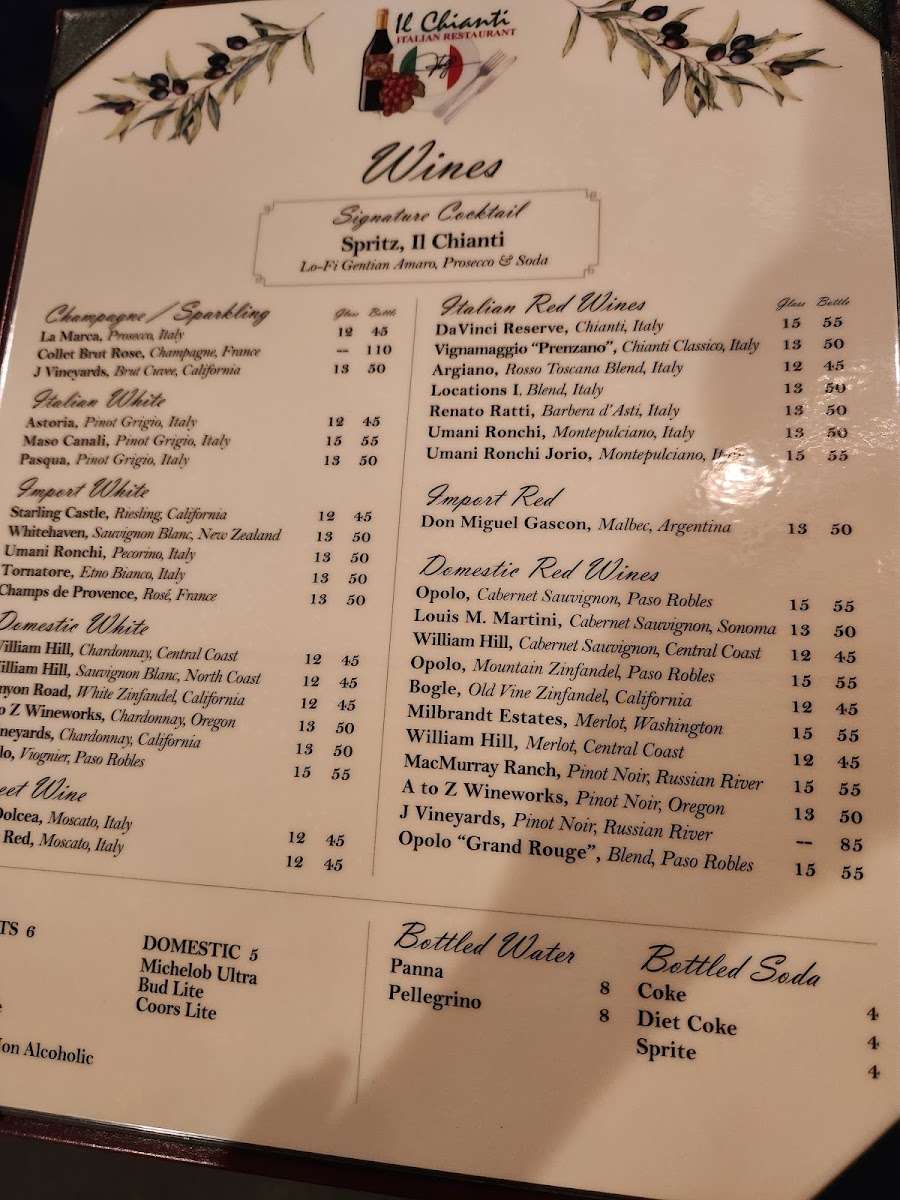 Il Chianti
ITALIAN RESTAURANT
Wines
Signature Cocktail
Spritz, Il Chianti
Lo-Fi Gentian Amaro, Prosecco & Soda
Champagne/Sparkling Glass Bottle
La Marca, Prosecco, Italy 12 45
Collet Brut Rose, Champagne, France -- 110
J Vineyards, Brut Cuvee, California 13 50
Italian White
Astoria, Pinot Grigio, Italy 12 45
Maso Canali, Pinot Grigio, Italy 15 55
Pasqua, Pinot Grigio, Italy 13 50
Import White
Starling Castle, Riesling, California 12 45
Whitehaven, Sauvignon Blanc, New Zealand 13 50
Umani Ronchi, Pecorino, Italy 13 50
Tornatore, Etno Bianco, Italy 13 50
Champs de Provence, Rosé, France 13 50
Domestic White
William Hill, Chardonnay, Central Coast 12 45
William Hill, Sauvignon Blanc, North Coast 12 45
nyon Road, White Zinfandel, California 12 45
to Z Wineworks, Chardonnay, Oregon 13 50
neyards, Chardonnay, California 13 50
lo, Viognier, Paso Robles 15 55
eet Wine
Dolcea, Moscato, Italy 12 45
Red, Moscato, Italy 12 45
Italian Red Wines Glass Bottle
DaVinci Reserve, Chianti, Italy 15 55
Vignamaggio “Prenzano”, Chianti Classico, Italy 13 50
Argiano, Rosso Toscana Blend, Italy 12 45
Locations I, Blend, Italy 13 50
Renato Ratti, Barbera d'Asti, Italy 13 50
Umani Ronchi, Montepulciano, Italy 13 50
Umani Ronchi Jorio, Montepulciano, Italy 15 55
Import Red
Don Miguel Gascon, Malbec, Argentina 13 50
Domestic Red Wines
Opolo, Cabernet Sauvignon, Paso Robles 15 55
Louis M. Martini, Cabernet Sauvignon, Sonoma 13 50
William Hill, Cabernet Sauvignon, Central Coast 12 45
Opolo, Mountain Zinfandel, Paso Robles 15 55
Bogle, Old Vine Zinfandel, California 12 45
Milbrandt Estates, Merlot, Washington 15 55
William Hill, Merlot, Central Coast 12 45
MacMurray Ranch, Pinot Noir, Russian River 15 55
A to Z Wineworks, Pinot Noir, Oregon 13 50
J Vineyards, Pinot Noir, Russian River -- 85
Opolo “Grand Rouge”, Blend, Paso Robles 15 55
TS 6
Non Alcoholic
DOMESTIC 5
Michelob Ultra
Bud Lite
Coors Lite
Bottled Water
Panna 8
Pellegrino 8
Bottled Soda
Coke 4
Diet Coke 4
Sprite 4